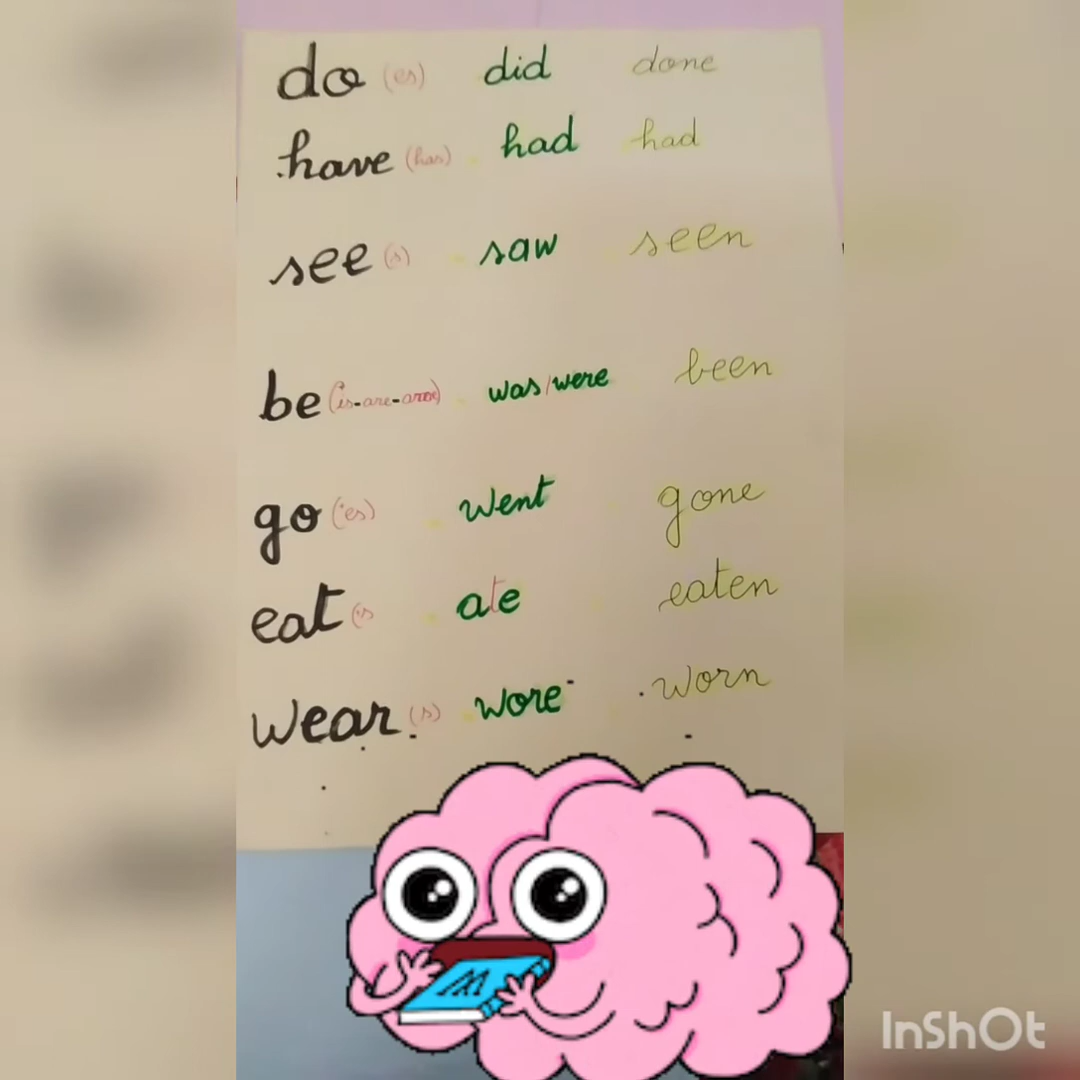 do (es) did done
have (has) had had
see (s) saw seen
be (is-are-am) was/were been
go (es) went gone
eat (s ate eaten
wear (s) wore worn
InShOt